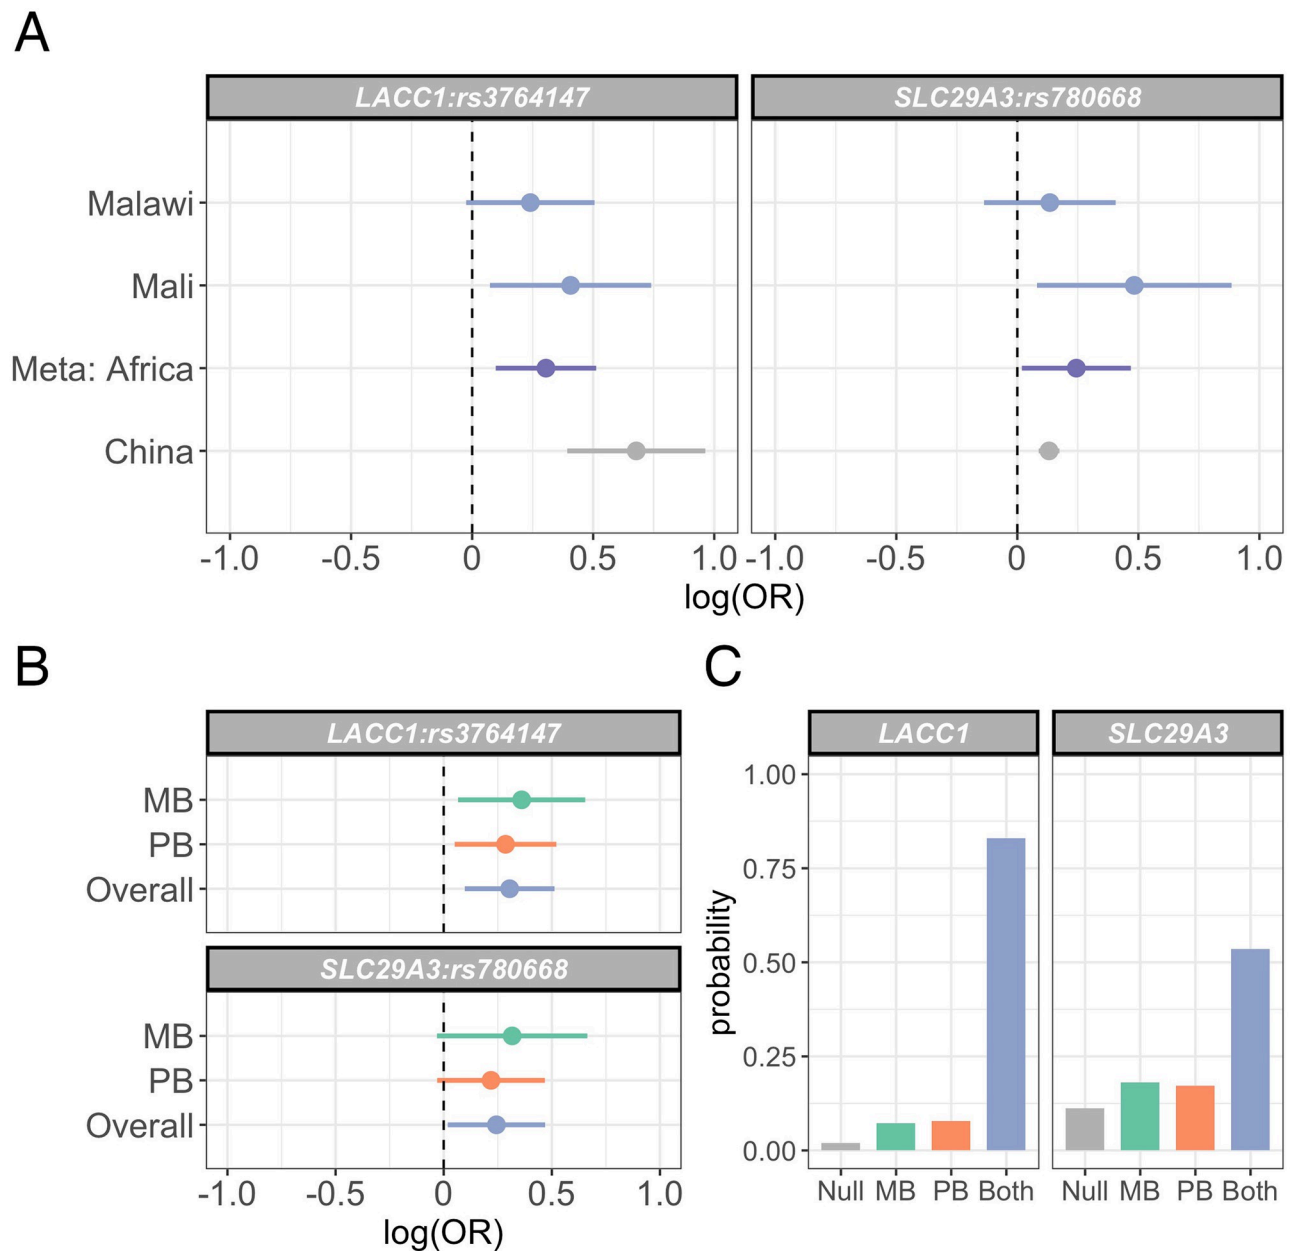 A
LACC1:rs3764147
SLC29A3:rs780668
Malawi
Mali
Meta: Africa
China
-1.0 -0.5 0 0.5 1.0 -1.0 -0.5 0 0.5 1.0
log(OR)
B
LACC1:rs3764147
MB
PB
Overall
SLC29A3:rs780668
MB
PB
Overall
-1.0 -0.5 0 0.5 1.0
log(OR)
C
LACC1 SLC29A3
1.00
0.75
0.50
0.25
0.00
probability
Null MB PB Both Null MB PB Both